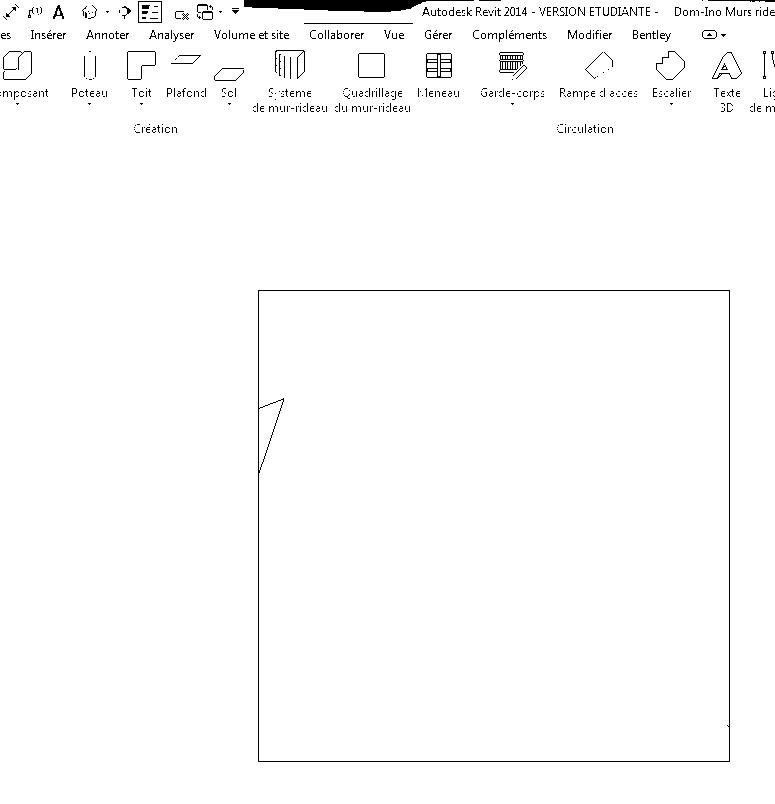 A
Autodesk Revit 2014 - VERSION ETUDIANTE - Dom-Ino Murs ride
es Insérer Annoter Analyser Volume et site Collaborer Vue Gérer Compléments Modifier Bentley
omposant Poteau Toit Plafond Sol Système de mur-rideau Quadrillage du mur-rideau Meneau Garde-corps Rampe d'accès Escalier Texte 3D Lig de m
Création Circulation